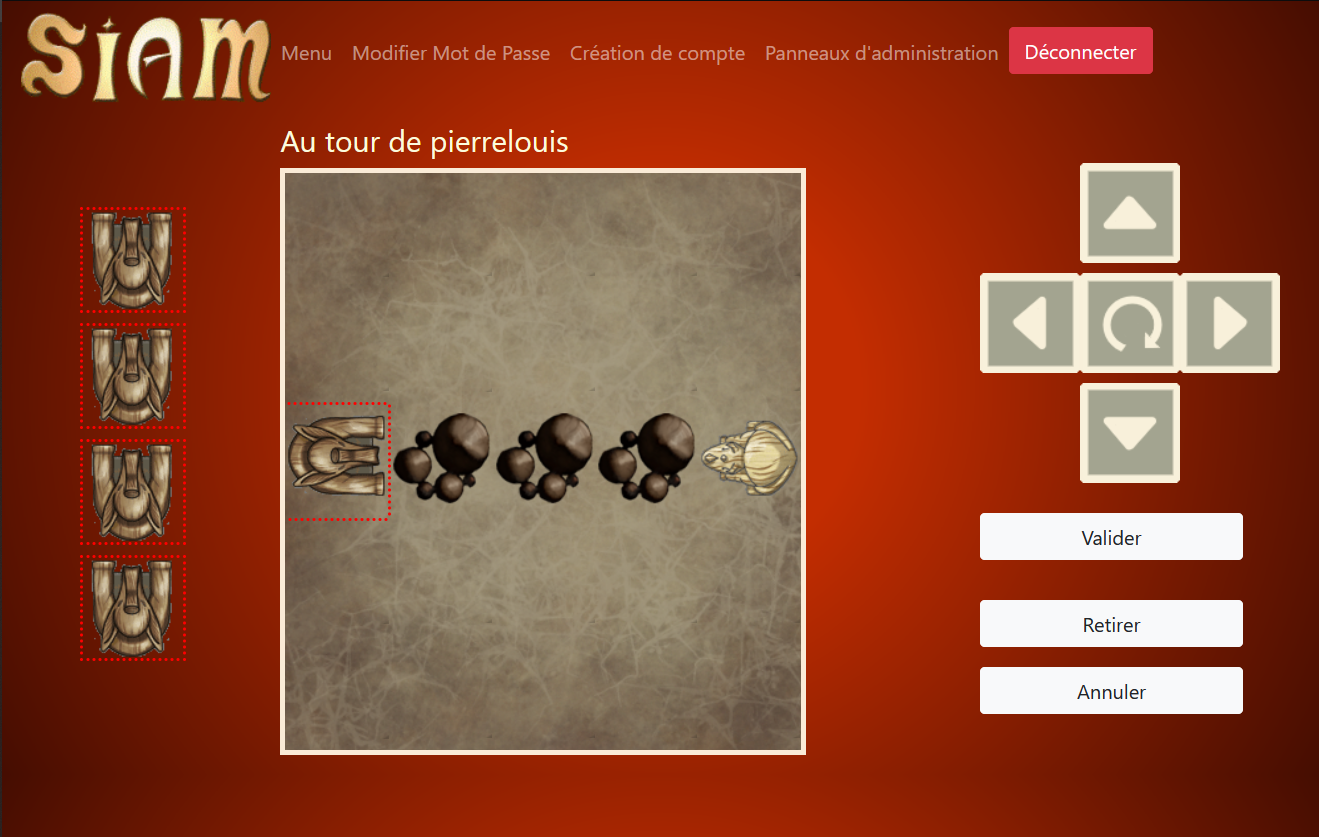 SiAM
Menu Modifier Mot de Passe Création de compte Panneaux d'administration Déconnecter
Au tour de pierrelouis
Valider
Retirer
Annuler